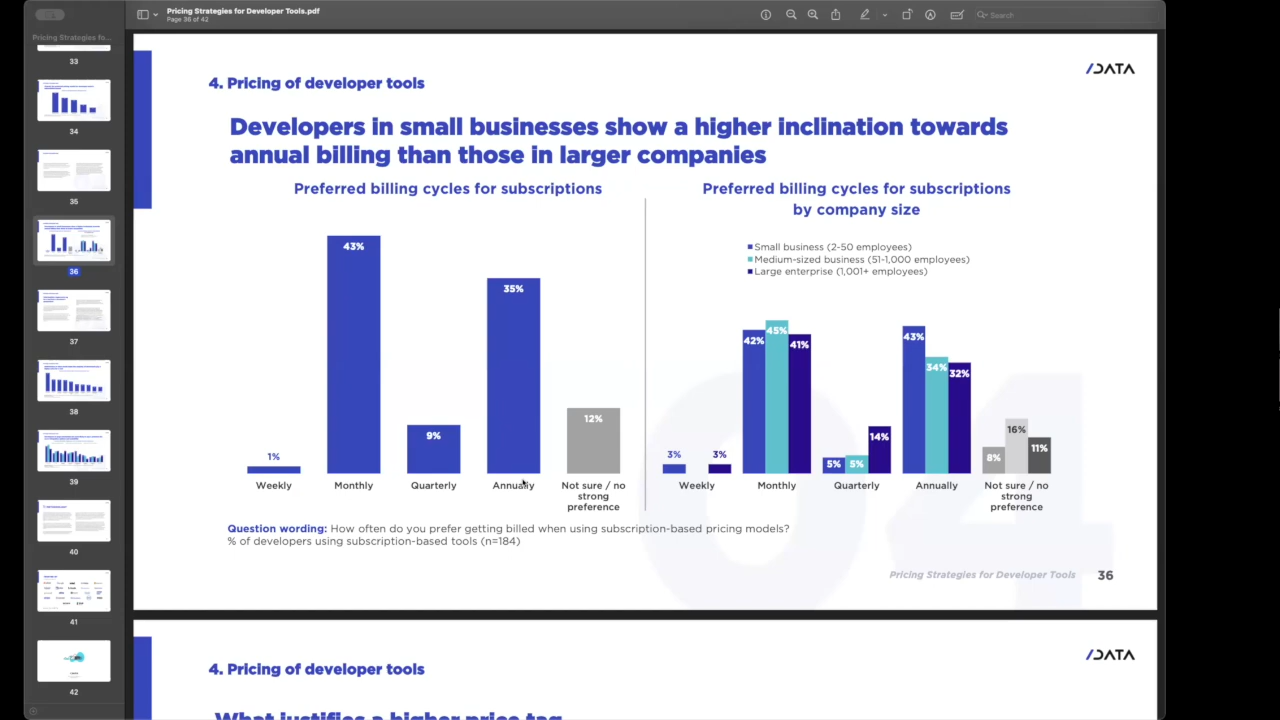 Pricing Strategies for Developer Tools.pdf
Page 36 of 42
Search
Pricing Strategies fo...
33
34
35
36
37
38
39
40
41
42
4. Pricing of developer tools
/DATA
Developers in small businesses show a higher inclination towards
annual billing than those in larger companies
Preferred billing cycles for subscriptions
43%
35%
12%
9%
1%
Weekly
Monthly
Quarterly
Annually
Not sure / no
strong
preference
Preferred billing cycles for subscriptions
by company size
Small business (2-50 employees)
Medium-sized business (51-1,000 employees)
Large enterprise (1,001+ employees)
3%
3%
42%
45%
41%
5%
5%
14%
43%
34%
32%
8%
16%
11%
Weekly
Monthly
Quarterly
Annually
Not sure / no
strong
preference
Question wording: How often do you prefer getting billed when using subscription-based pricing models?
% of developers using subscription-based tools (n=184)
Pricing Strategies for Developer Tools
36
04
4. Pricing of developer tools
/DATA
What justifies a higher price tag